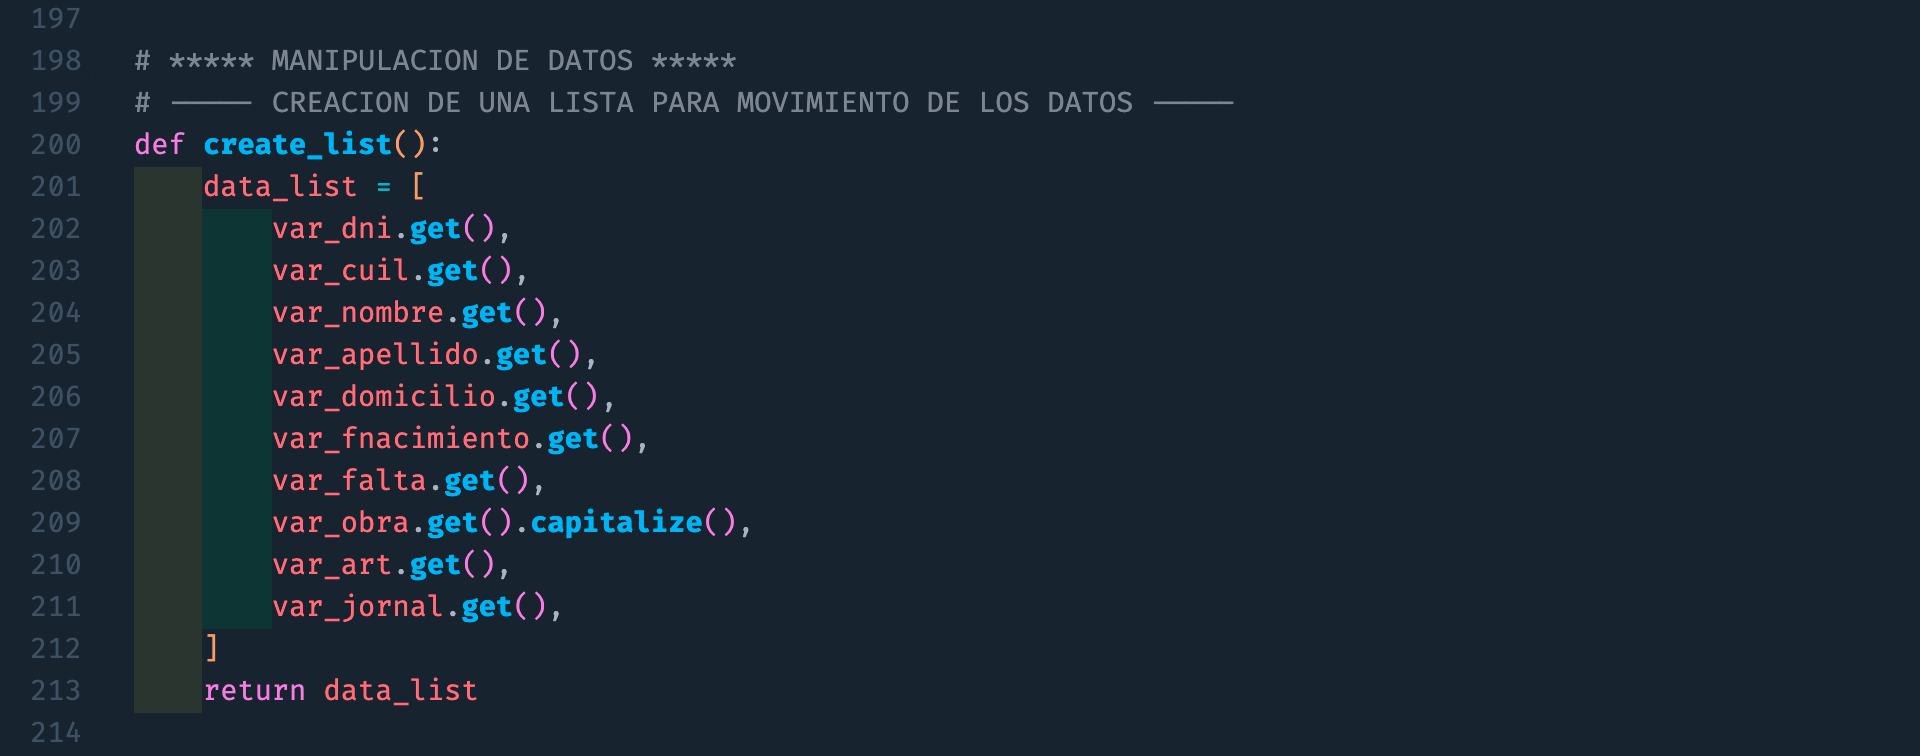 197
198 # ***** MANIPULACION DE DATOS *****
199 # ----- CREACION DE UNA LISTA PARA MOVIMIENTO DE LOS DATOS -----
200 def create_list():
201     data_list = [
202         var_dni.get(),
203         var_cuil.get(),
204         var_nombre.get(),
205         var_apellido.get(),
206         var_domicilio.get(),
207         var_fnacimiento.get(),
208         var_falta.get(),
209         var_obra.get().capitalize(),
210         var_art.get(),
211         var_jornal.get(),
212     ]
213     return data_list
214